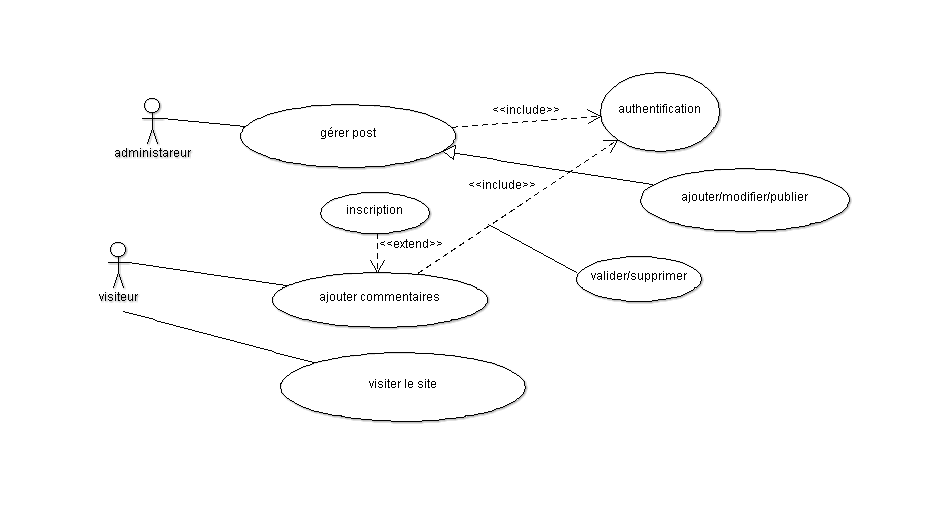 <<include>>
authentification
gérer post
administareur
<<include>>
ajouter/modifier/publier
inscription
<<extend>>
valider/supprimer
visiteur
ajouter commentaires
visiter le site